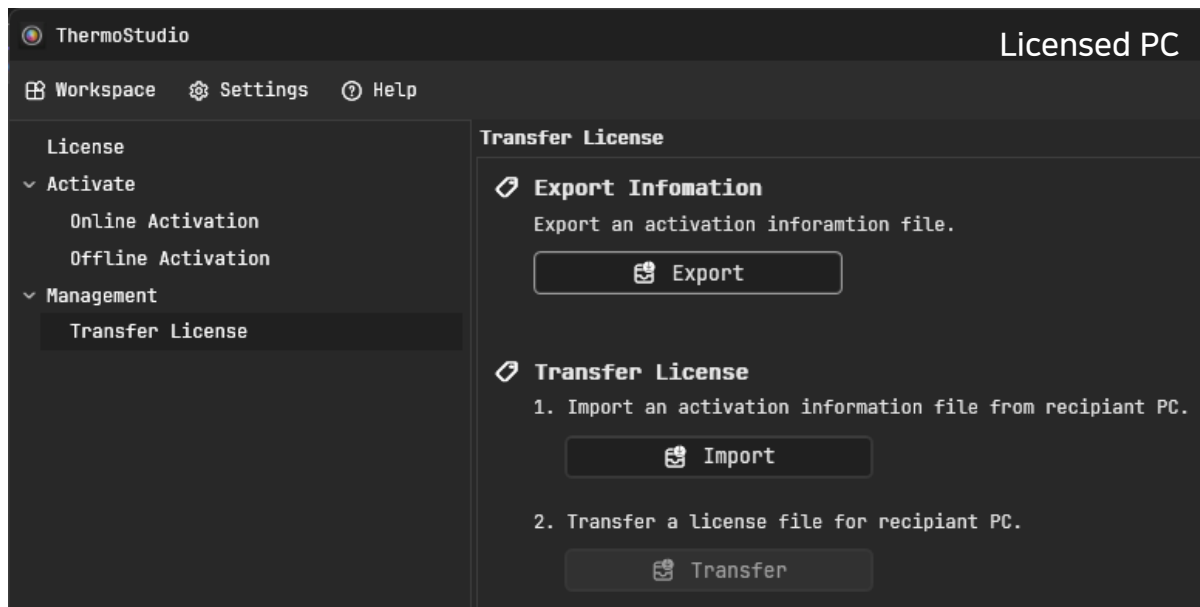 ThermoStudio
Licensed PC
Workspace Settings Help
License
Activate
Online Activation
Offline Activation
Management
Transfer License
Transfer License
Export Infomation
Export an activation inforamtion file.
Export
Transfer License
1. Import an activation information file from recipiant PC.
Import
2. Transfer a license file for recipiant PC.
Transfer